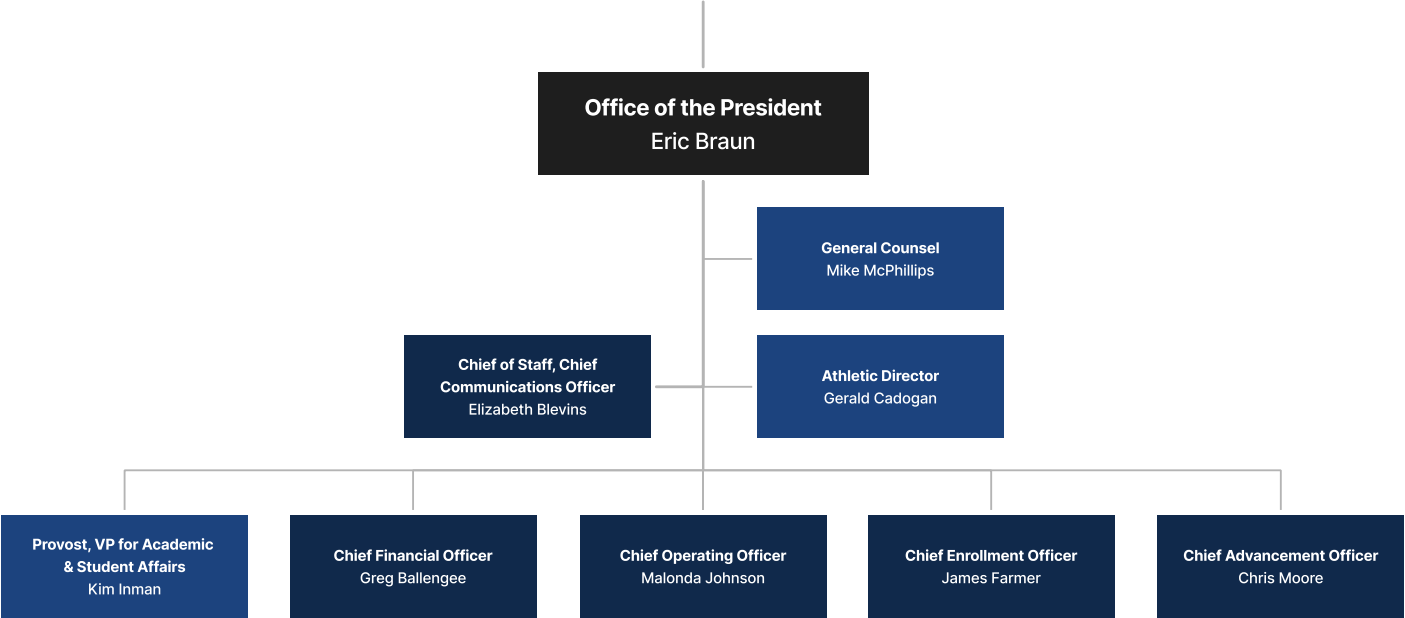 Office of the President
Eric Braun
General Counsel
Mike McPhillips
Chief of Staff, Chief
Communications Officer
Elizabeth Blevins
Athletic Director
Gerald Cadogan
Provost, VP for Academic
& Student Affairs
Kim Inman
Chief Financial Officer
Greg Ballengee
Chief Operating Officer
Malonda Johnson
Chief Enrollment Officer
James Farmer
Chief Advancement Officer
Chris Moore